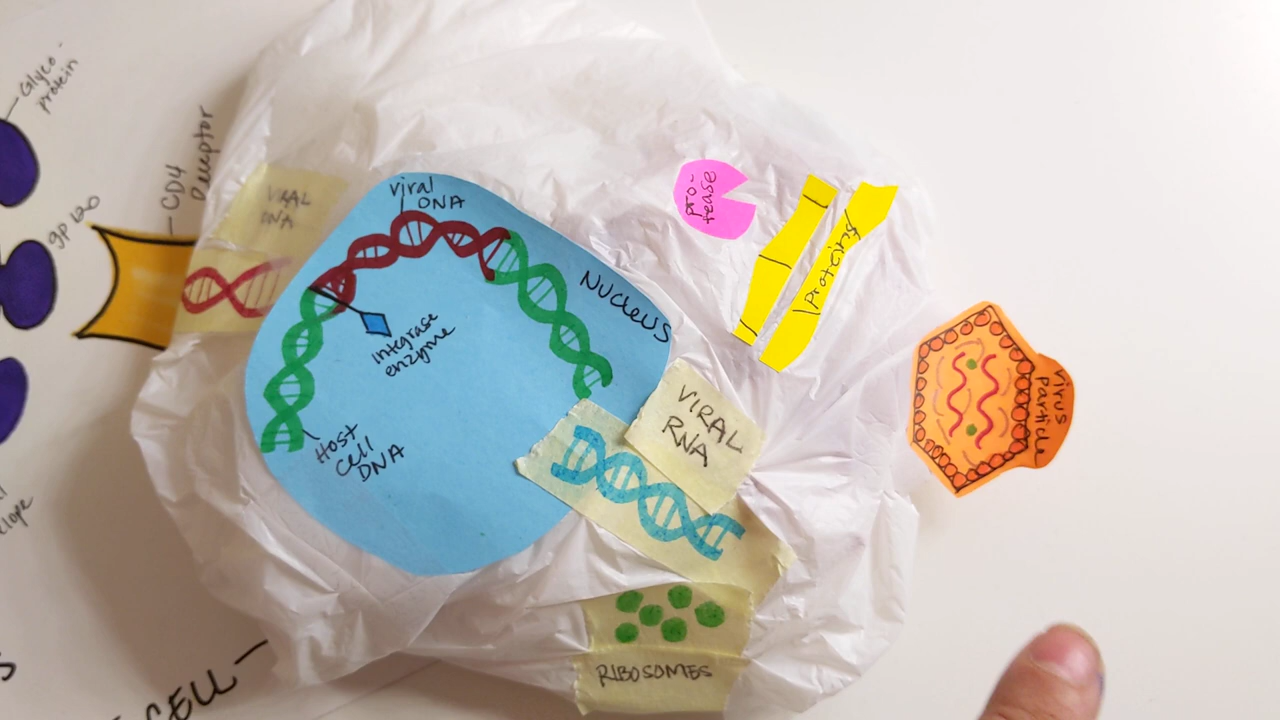 Glyco-
protein
gp 120
CD4
Receptor
VIRAL
DNA
viral
DNA
Integrase
enzyme
Host
Cell
DNA
NUCLEUS
pro-
tease
proteins
VIRAL
RNA
virus
particle
RIBOSOMES
CELL